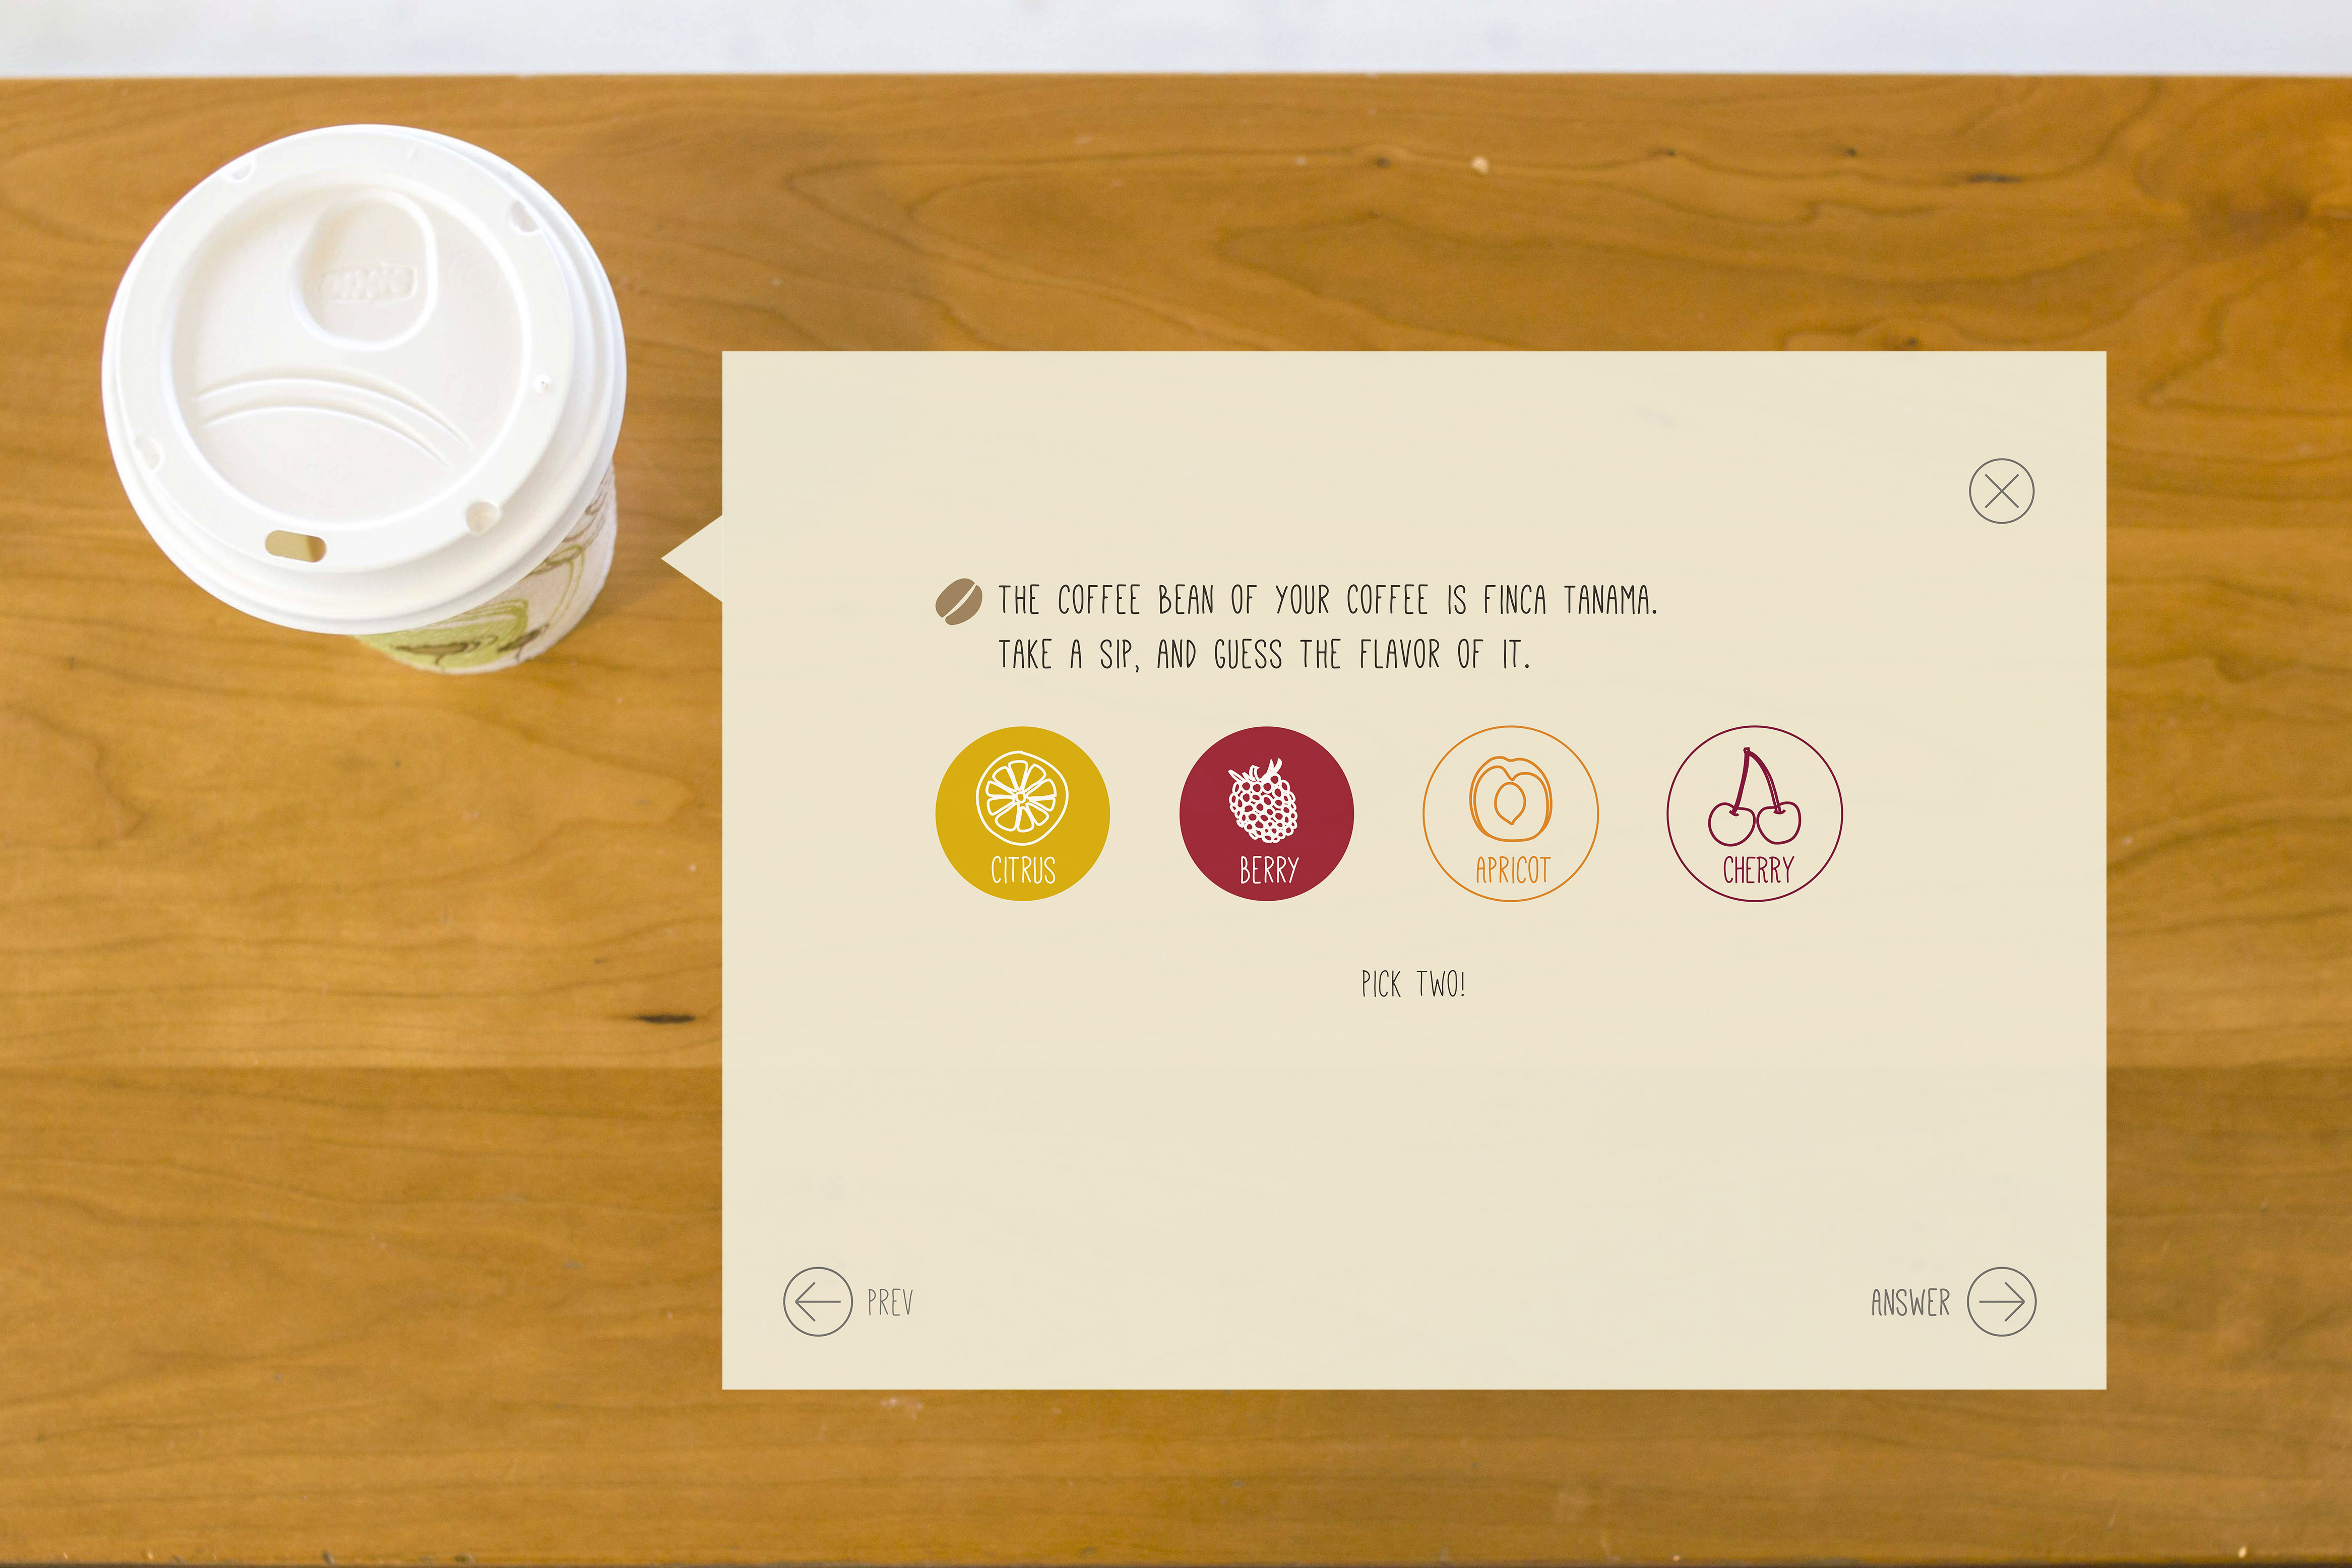 THE COFFEE BEAN OF YOUR COFFEE IS FINCA TANAMA.
TAKE A SIP, AND GUESS THE FLAVOR OF IT.
CITRUS
BERRY
APRICOT
CHERRY
PICK TWO!
PREV
ANSWER